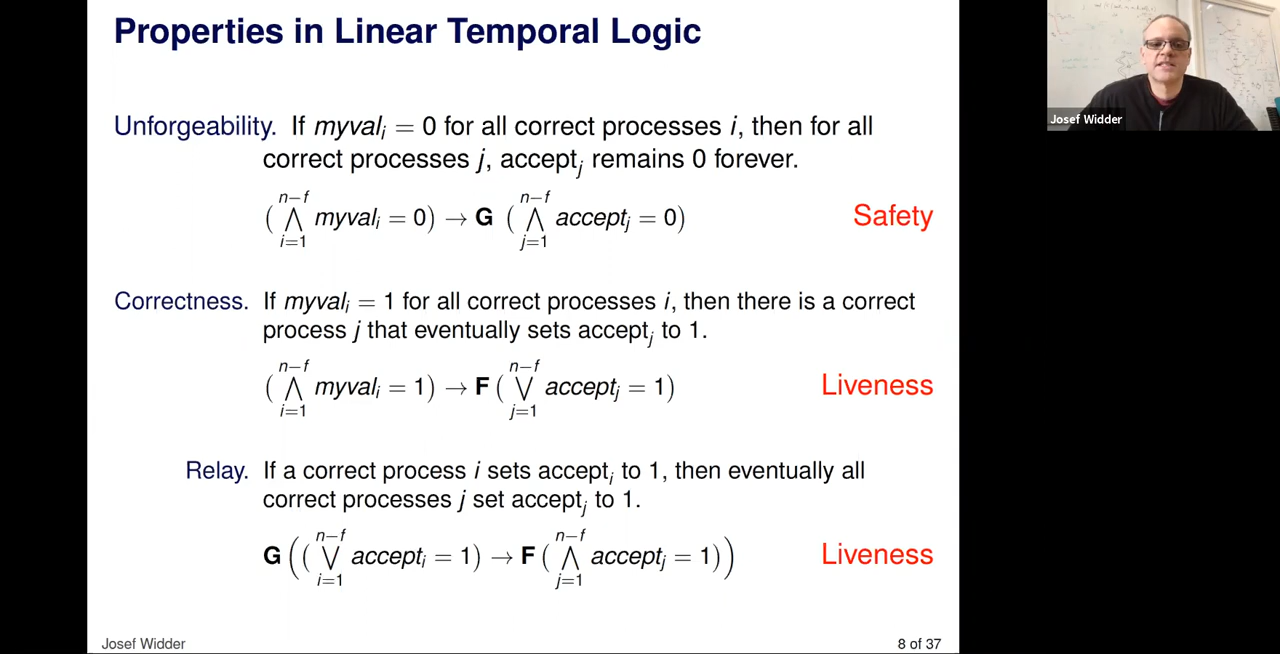 Properties in Linear Temporal Logic
Unforgeability. If myval_i = 0 for all correct processes i, then for all
correct processes j, accept_j remains 0 forever.
(⋀_{i=1}^{n−f} myval_i = 0) → G (⋀_{j=1}^{n−f} accept_j = 0)
Safety
Correctness. If myval_i = 1 for all correct processes i, then there is a correct
process j that eventually sets accept_j to 1.
(⋀_{i=1}^{n−f} myval_i = 1) → F(⋁_{j=1}^{n−f} accept_j = 1)
Liveness
Relay. If a correct process i sets accept_i to 1, then eventually all
correct processes j set accept_j to 1.
G((⋁_{i=1}^{n−f} accept_i = 1) → F(⋀_{j=1}^{n−f} accept_j = 1))
Liveness
Josef Widder
8 of 37
Josef Widder